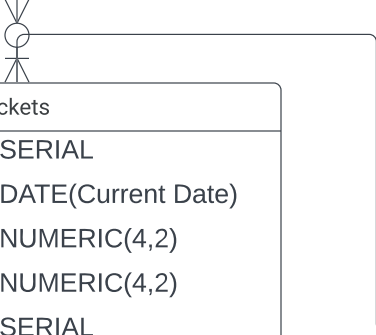 ckets
SERIAL
DATE(Current Date)
NUMERIC(4,2)
NUMERIC(4,2)
SERIAL